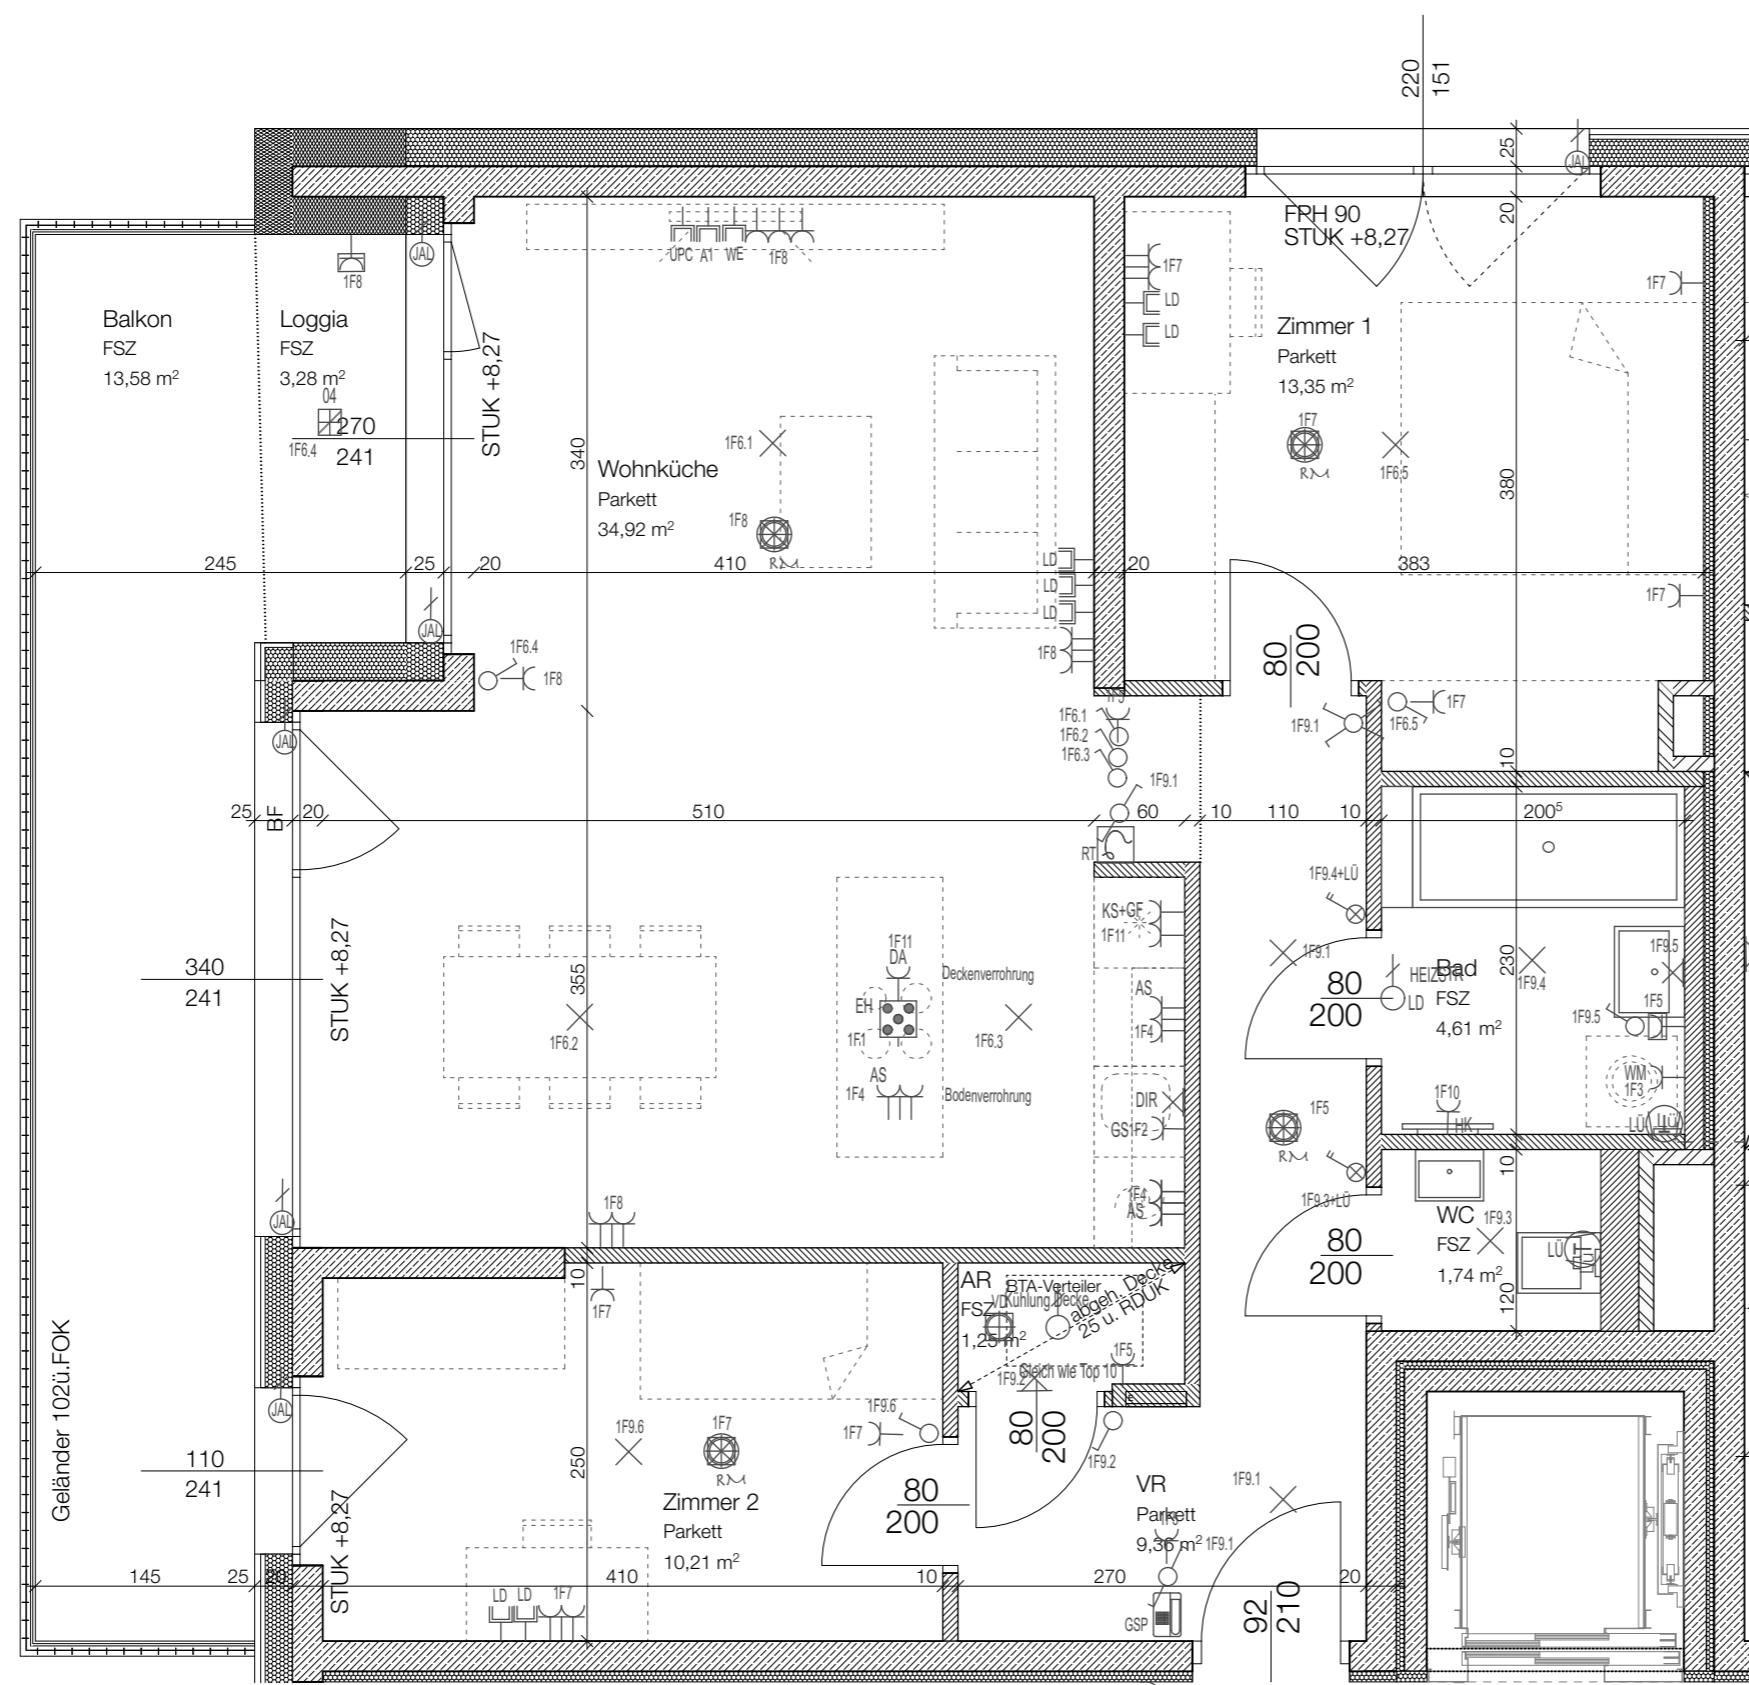 220
151
25
20
JAL
FPH 90
STUK +8,27
UPC
A1
WE
1F8
JAL
1F8
1F7
LD
LD
1F7
Balkon
FSZ
13,58 m²
Loggia
FSZ
3,28 m²
04
1F6.4
270
241
STUK +8,27
Zimmer 1
Parkett
13,35 m²
1F7
RM
1F6.5
380
340
1F6.1
Wohnküche
Parkett
34,92 m²
1F8
RM
245
25
20
410
20
383
LD
LD
LD
1F8
1F7
JAL
80
200
1F6.4
1F8
1F6.1
1F6.2
1F6.3
1F9.1
1F9.1
1F6.5
1F7
10
JAL
25
BF
20
510
60
10
110
10
200⁵
RT
1F9.4+LÜ
KS+GF
1F11
1F9.1
340
241
STUK +8,27
355
1F11
DA
Deckenverrohrung
EH
1F1
1F6.2
1F6.3
AS
1F4
Bodenverrohrung
AS
1F4
DIR
GS1F2
1F4
AS
80
200
HEIZSTR
LD
Bad
FSZ
4,61 m²
230
1F9.4
1F9.5
1F5
1F9.5
WM
1F3
1F10
HK
LÜ
LÜ
1F5
RM
10
1F9.3+LÜ
WC
FSZ
1,74 m²
1F9.3
LÜ
120
80
200
JAL
1F8
10
1F7
AR
FSZ
1,25 m²
BTA-Verteiler
VD
Kühlung Decke
abgeh. Decke
25 u. RDUK
1F5
Gleich wie Top 10
1F9.2
80
200
1F9.2
JAL
Geländer 102ü.FOK
110
241
STUK +8,27
250
1F9.6
1F7
RM
1F9.6
1F7
Zimmer 2
Parkett
10,21 m²
80
200
VR
Parkett
9,36 m²
1F9.1
1F9.1
GSP
LD
LD
1F7
145
25
20
410
10
270
20
92
210